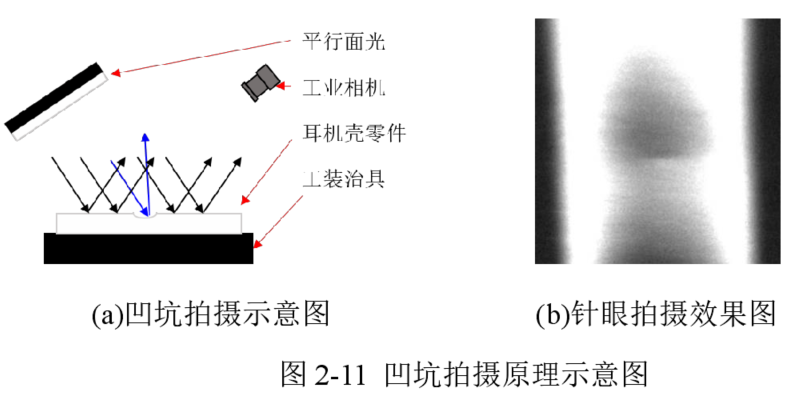 平行面光
工业相机
耳机壳零件
工装治具
(a)凹坑拍摄示意图
(b)针眼拍摄效果图
图 2-11 凹坑拍摄原理示意图